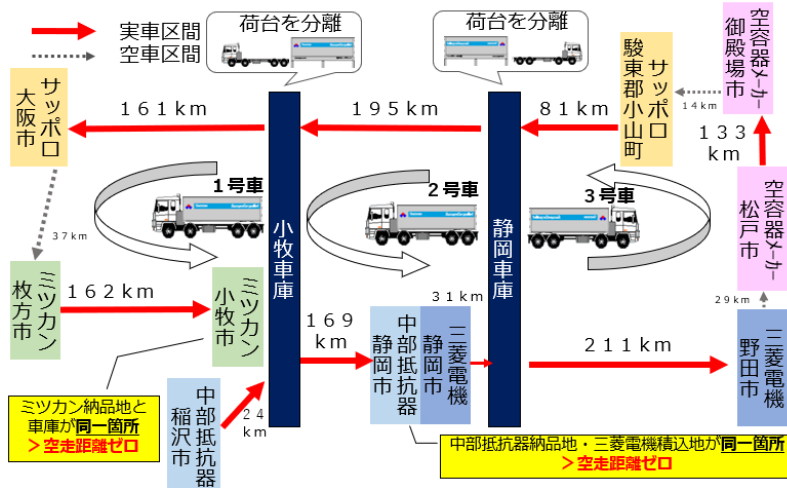 実車区間
空車区間
荷台を分離
荷台を分離
サッポロ
大阪市
161km
195km
81km
サッポロ
駿東郡小山町
14km
空容器メーカー
御殿場市
133
km
1号車
2号車
3号車
小牧車庫
静岡車庫
空容器メーカー
松戸市
37km
ミツカン
枚方市
162km
ミツカン
小牧市
169
km
31km
中部抵抗器
静岡市
三菱電機
静岡市
211km
29km
三菱電機
野田市
中部抵抗器
稲沢市
24
km
ミツカン納品地と
車庫が同一箇所
>空走距離ゼロ
中部抵抗器納品地・三菱電機積込地が同一箇所
>空走距離ゼロ